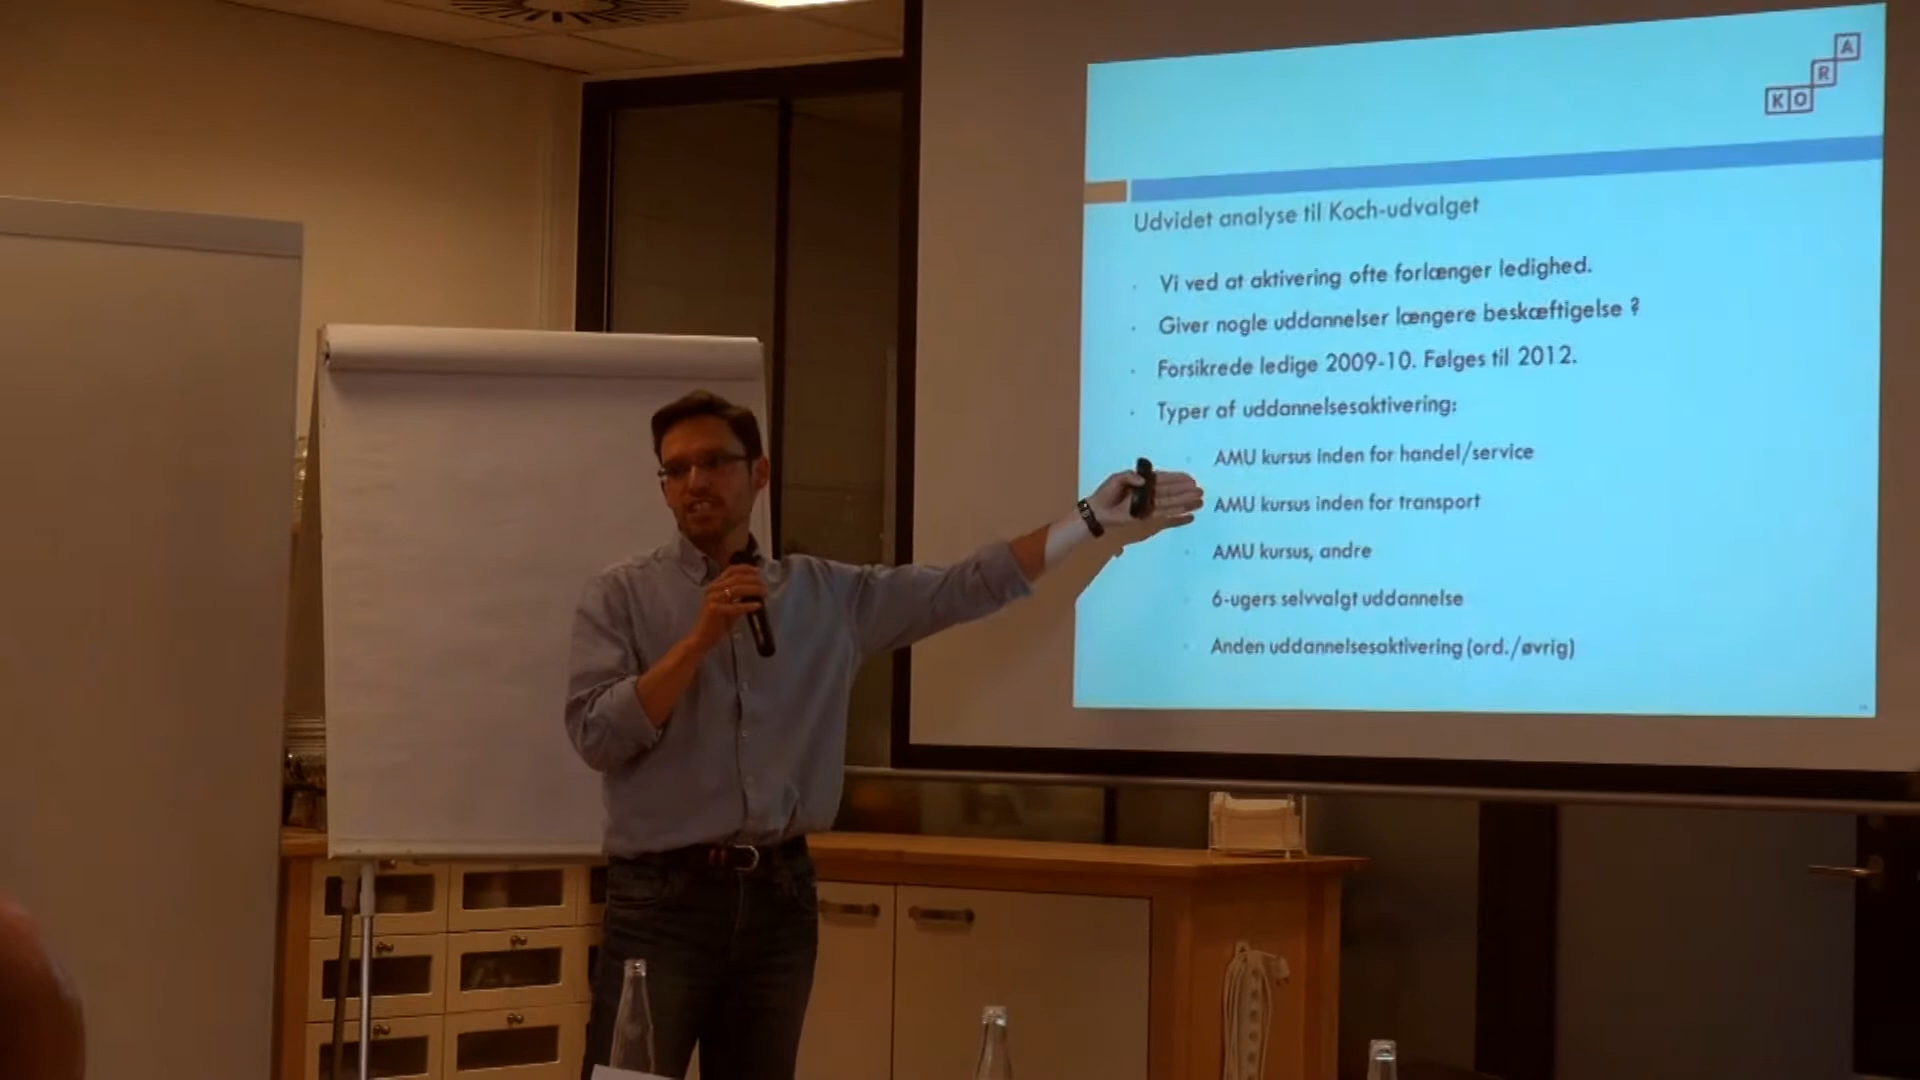 KORA
Udvidet analyse til Koch-udvalget
Vi ved at aktivering ofte forlænger ledighed.
Giver nogle uddannelser længere beskæftigelse ?
Forsikrede ledige 2009-10. Følges til 2012.
Typer af uddannelsesaktivering:
AMU kursus inden for handel/service
AMU kursus inden for transport
AMU kursus, andre
6-ugers selvvalgt uddannelse
Anden uddannelsesaktivering (ord./øvrig)